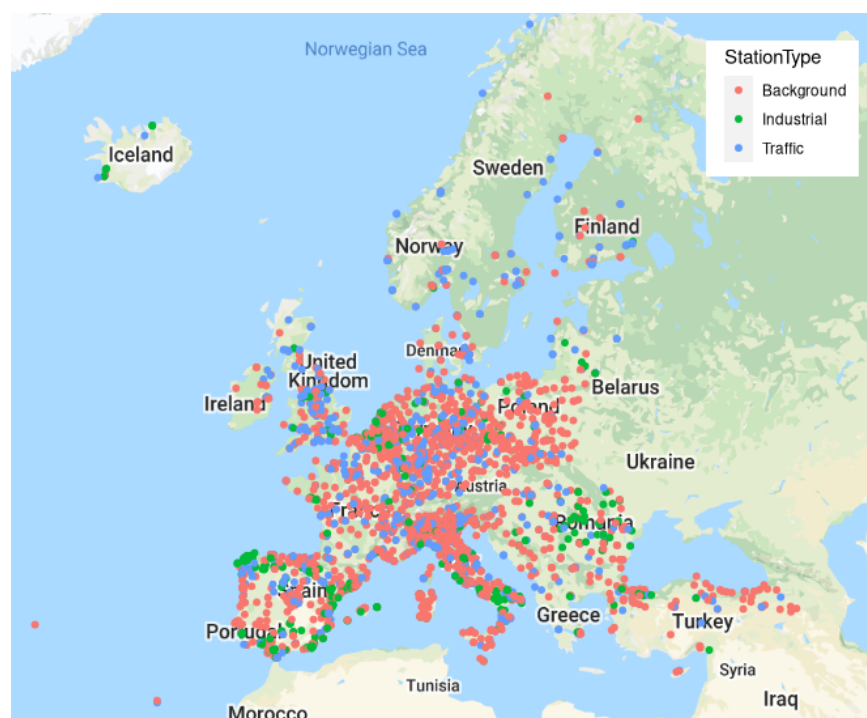 Norwegian Sea
StationType
Background
Industrial
Traffic
Iceland
Sweden
Finland
Norway
United
Kingdom
Denmark
Ireland
Belarus
Poland
Ukraine
Austria
France
Romania
Spain
Portugal
Greece
Turkey
Syria
Tunisia
Iraq
Morocco